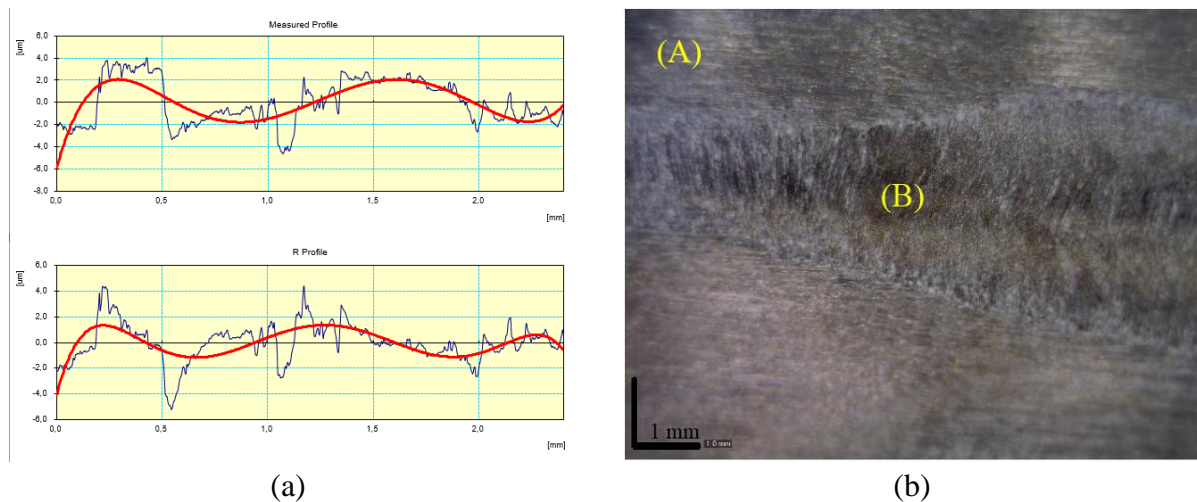 Measured Profile
[um]
6,0
4,0
2,0
0,0
-2,0
-4,0
-6,0
-8,0
0,0 0,5 1,0 1,5 2,0
[mm]
R Profile
[um]
6,0
4,0
2,0
0,0
-2,0
-4,0
-6,0
0,0 0,5 1,0 1,5 2,0
[mm]
(a)
(A)
(B)
1 mm
1.0 mm
(b)